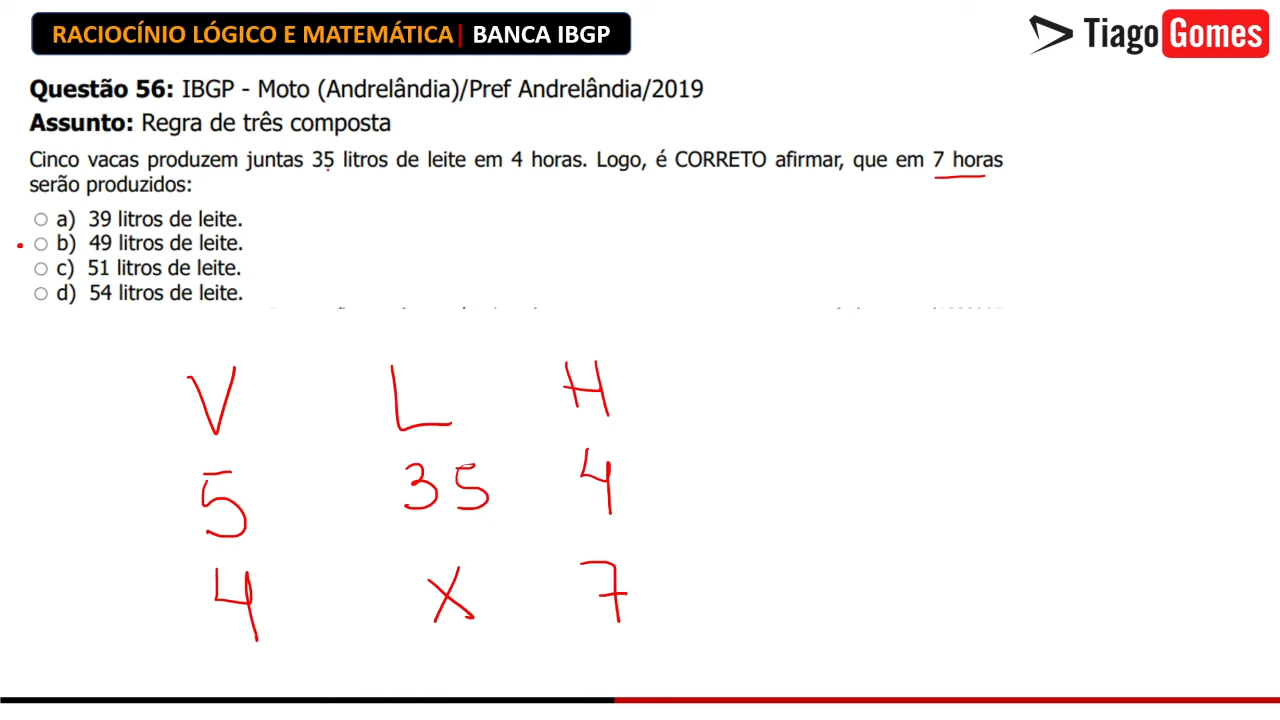 RACIOCÍNIO LÓGICO E MATEMÁTICA | BANCA IBGP
Tiago Gomes
Questão 56: IBGP - Moto (Andrelândia)/Pref Andrelândia/2019
Assunto: Regra de três composta
Cinco vacas produzem juntas 35 litros de leite em 4 horas. Logo, é CORRETO afirmar, que em 7 horas
serão produzidos:
a) 39 litros de leite.
b) 49 litros de leite.
c) 51 litros de leite.
d) 54 litros de leite.
V L H
5 35 4
4 X 7